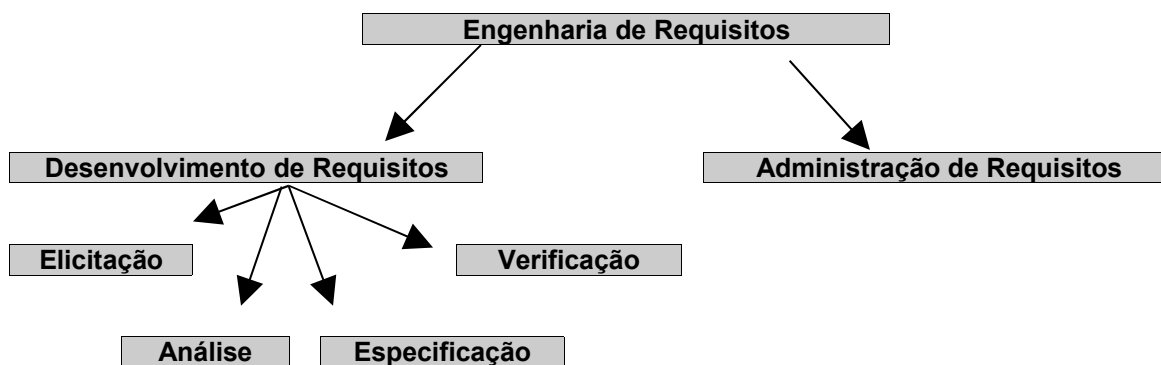 Engenharia de Requisitos
Desenvolvimento de Requisitos
Administração de Requisitos
Elicitação
Verificação
Análise
Especificação